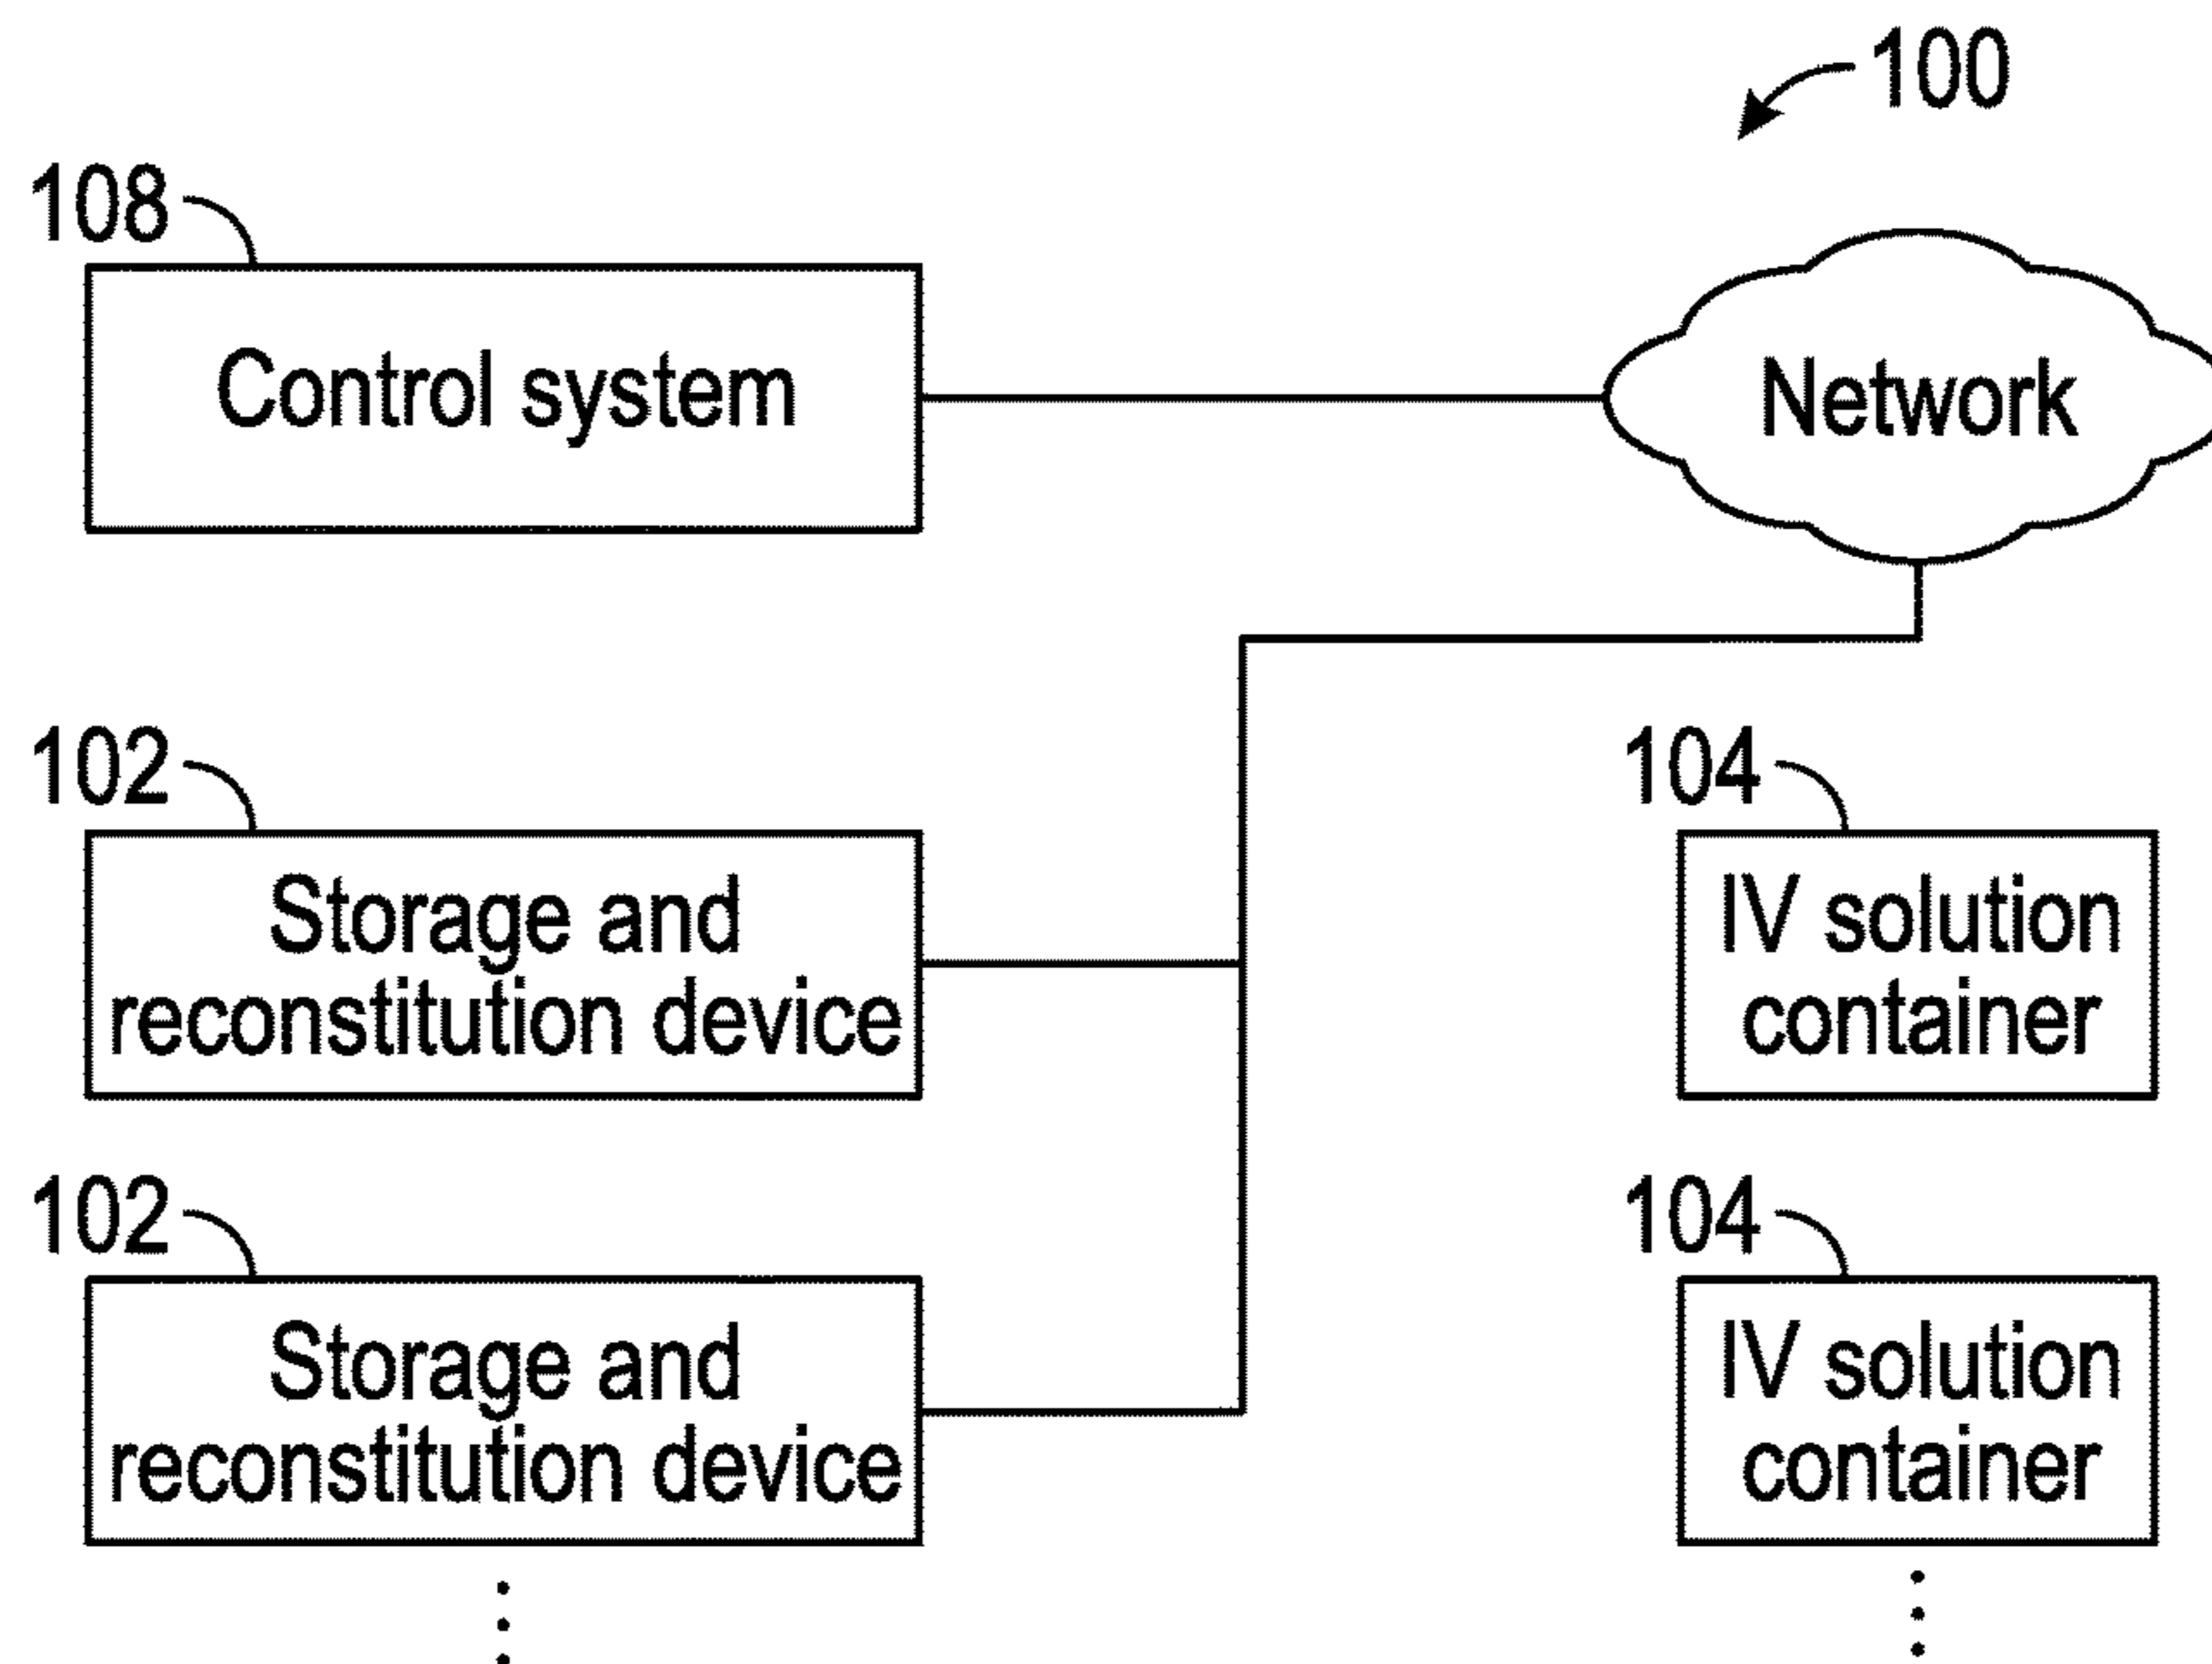 100
108
Control system
Network
102
Storage and
reconstitution device
104
IV solution
container
102
Storage and
reconstitution device
104
IV solution
container